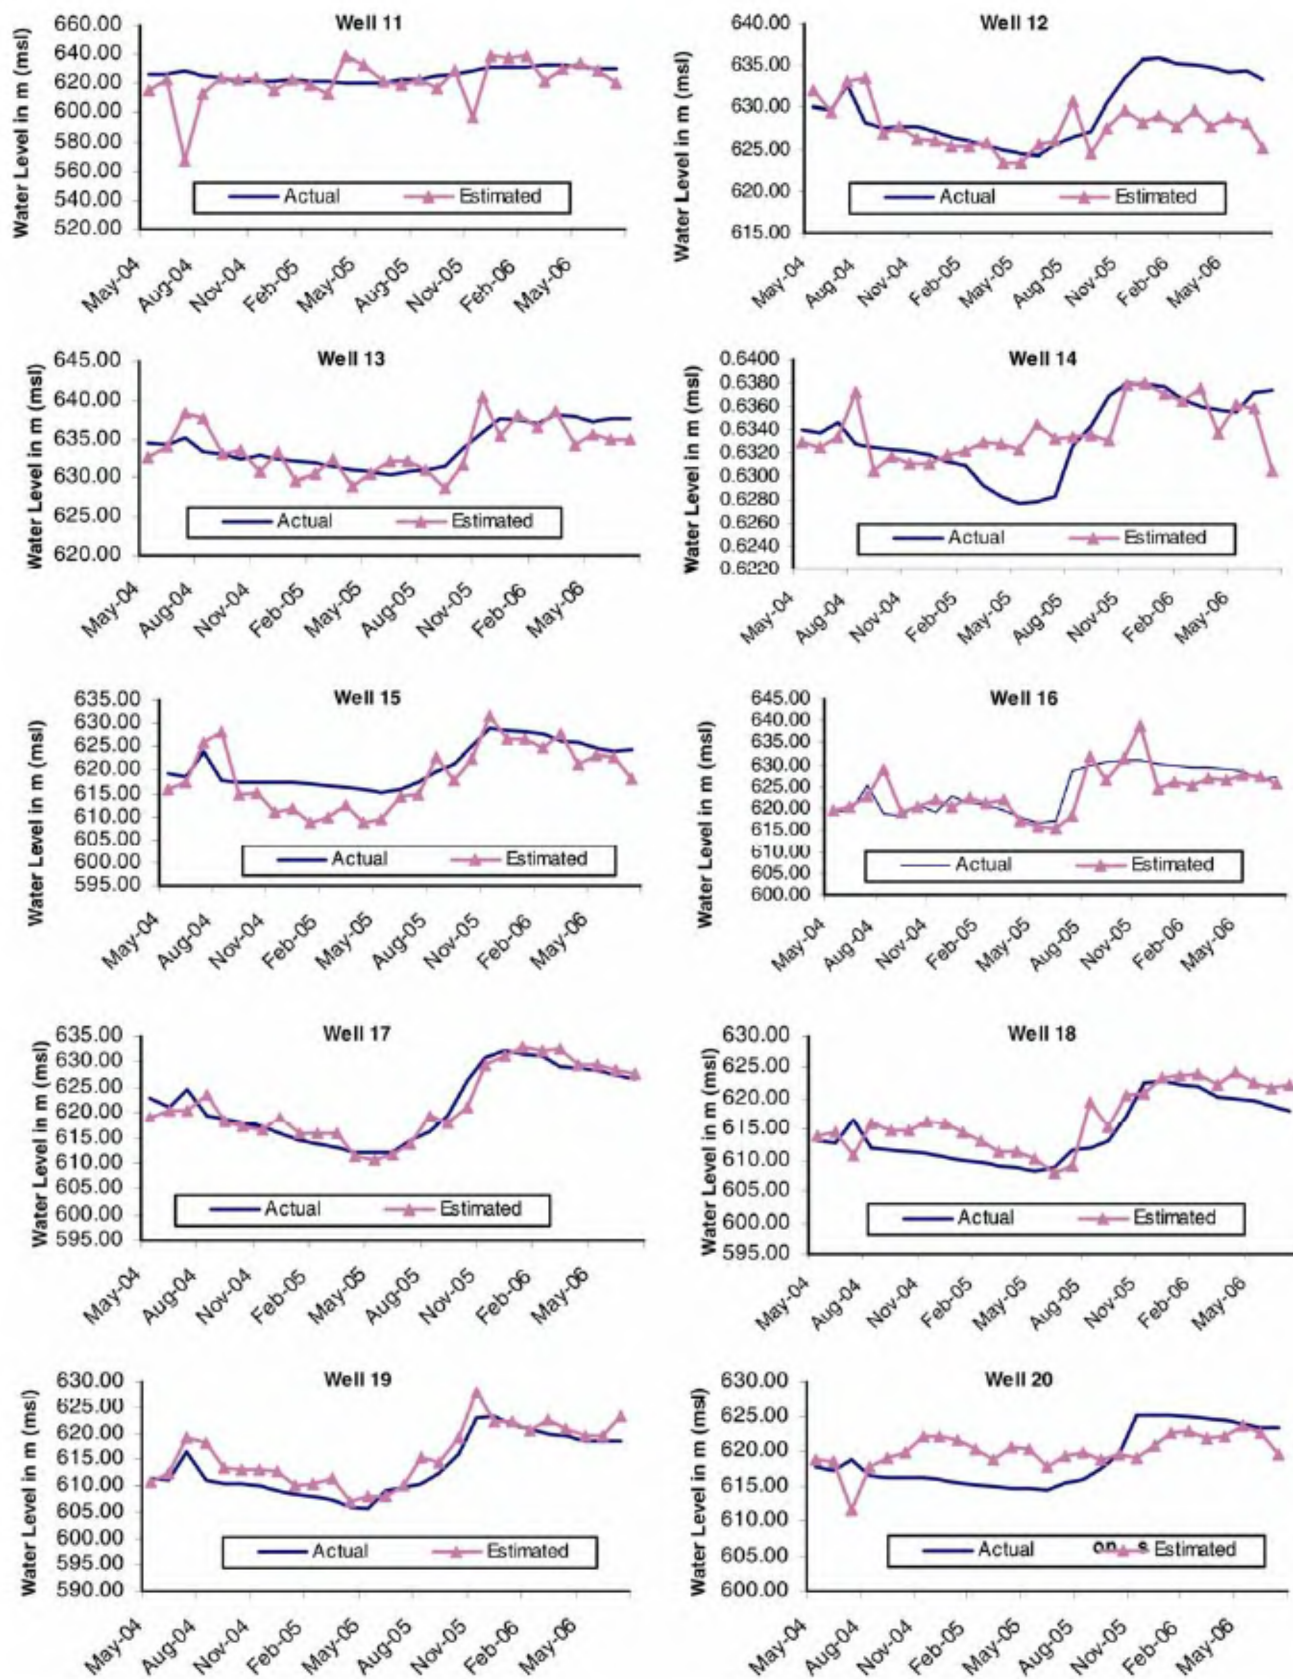 Well 11
Water Level in m (msl)
660.00
640.00
620.00
600.00
580.00
560.00
540.00
520.00
Actual Estimated
May-04 Aug-04 Nov-04 Feb-05 May-05 Aug-05 Nov-05 Feb-06 May-06
Well 12
Water Level in m (msl)
640.00
635.00
630.00
625.00
620.00
615.00
Actual Estimated
May-04 Aug-04 Nov-04 Feb-05 May-05 Aug-05 Nov-05 Feb-06 May-06
Well 13
Water Level in m (msl)
645.00
640.00
635.00
630.00
625.00
620.00
Actual Estimated
May-04 Aug-04 Nov-04 Feb-05 May-05 Aug-05 Nov-05 Feb-06 May-06
Well 14
Water Level in m (msl)
0.6400
0.6380
0.6360
0.6340
0.6320
0.6300
0.6280
0.6260
0.6240
0.6220
Actual Estimated
May-04 Aug-04 Nov-04 Feb-05 May-05 Aug-05 Nov-05 Feb-06 May-06
Well 15
Water Level in m (msl)
635.00
630.00
625.00
620.00
615.00
610.00
605.00
600.00
595.00
Actual Estimated
May-04 Aug-04 Nov-04 Feb-05 May-05 Aug-05 Nov-05 Feb-06 May-06
Well 16
Water Level in m (msl)
645.00
640.00
635.00
630.00
625.00
620.00
615.00
610.00
605.00
600.00
Actual Estimated
May-04 Aug-04 Nov-04 Feb-05 May-05 Aug-05 Nov-05 Feb-06 May-06
Well 17
Water Level in m (msl)
635.00
630.00
625.00
620.00
615.00
610.00
605.00
600.00
595.00
Actual Estimated
May-04 Aug-04 Nov-04 Feb-05 May-05 Aug-05 Nov-05 Feb-06 May-06
Well 18
Water Level in m (msl)
630.00
625.00
620.00
615.00
610.00
605.00
600.00
595.00
Actual Estimated
May-04 Aug-04 Nov-04 Feb-05 May-05 Aug-05 Nov-05 Feb-06 May-06
Well 19
Water Level in m (msl)
630.00
625.00
620.00
615.00
610.00
605.00
600.00
595.00
590.00
Actual Estimated
May-04 Aug-04 Nov-04 Feb-05 May-05 Aug-05 Nov-05 Feb-06 May-06
Well 20
Water Level in m (msl)
630.00
625.00
620.00
615.00
610.00
605.00
600.00
Actual Estimated
May-04 Aug-04 Nov-04 Feb-05 May-05 Aug-05 Nov-05 Feb-06 May-06